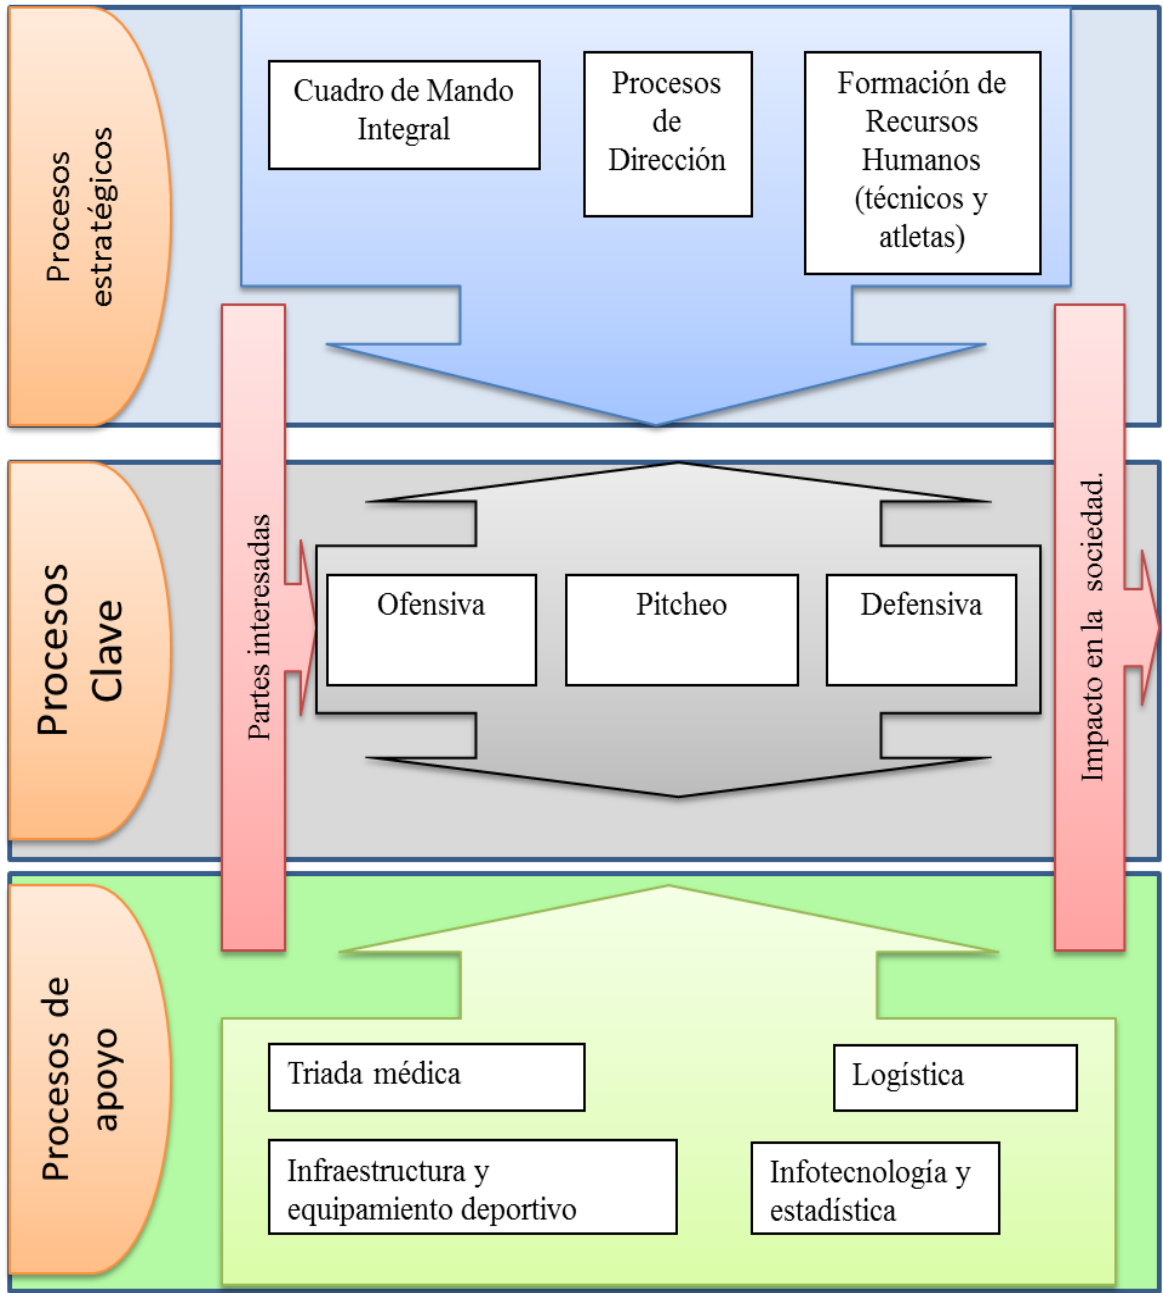 Procesos
estratégicos
Cuadro de Mando
Integral
Procesos
de
Dirección
Formación de
Recursos
Humanos
(técnicos y
atletas)
Procesos
Clave
Partes interesadas
Ofensiva
Pitcheo
Defensiva
Impacto en la sociedad.
Procesos de
apoyo
Triada médica
Logística
Infraestructura y
equipamiento deportivo
Infotecnología y
estadística